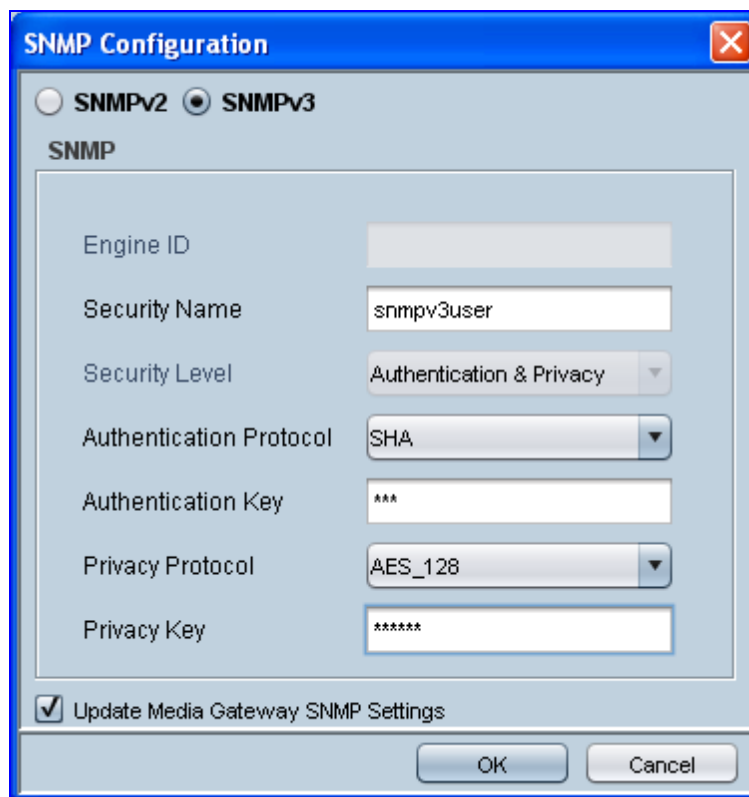 SNMP Configuration
SNMPv2 SNMPv3
SNMP
Engine ID
Security Name snmpv3user
Security Level Authentication & Privacy
Authentication Protocol SHA
Authentication Key ***
Privacy Protocol AES_128
Privacy Key ******
Update Media Gateway SNMP Settings
OK Cancel